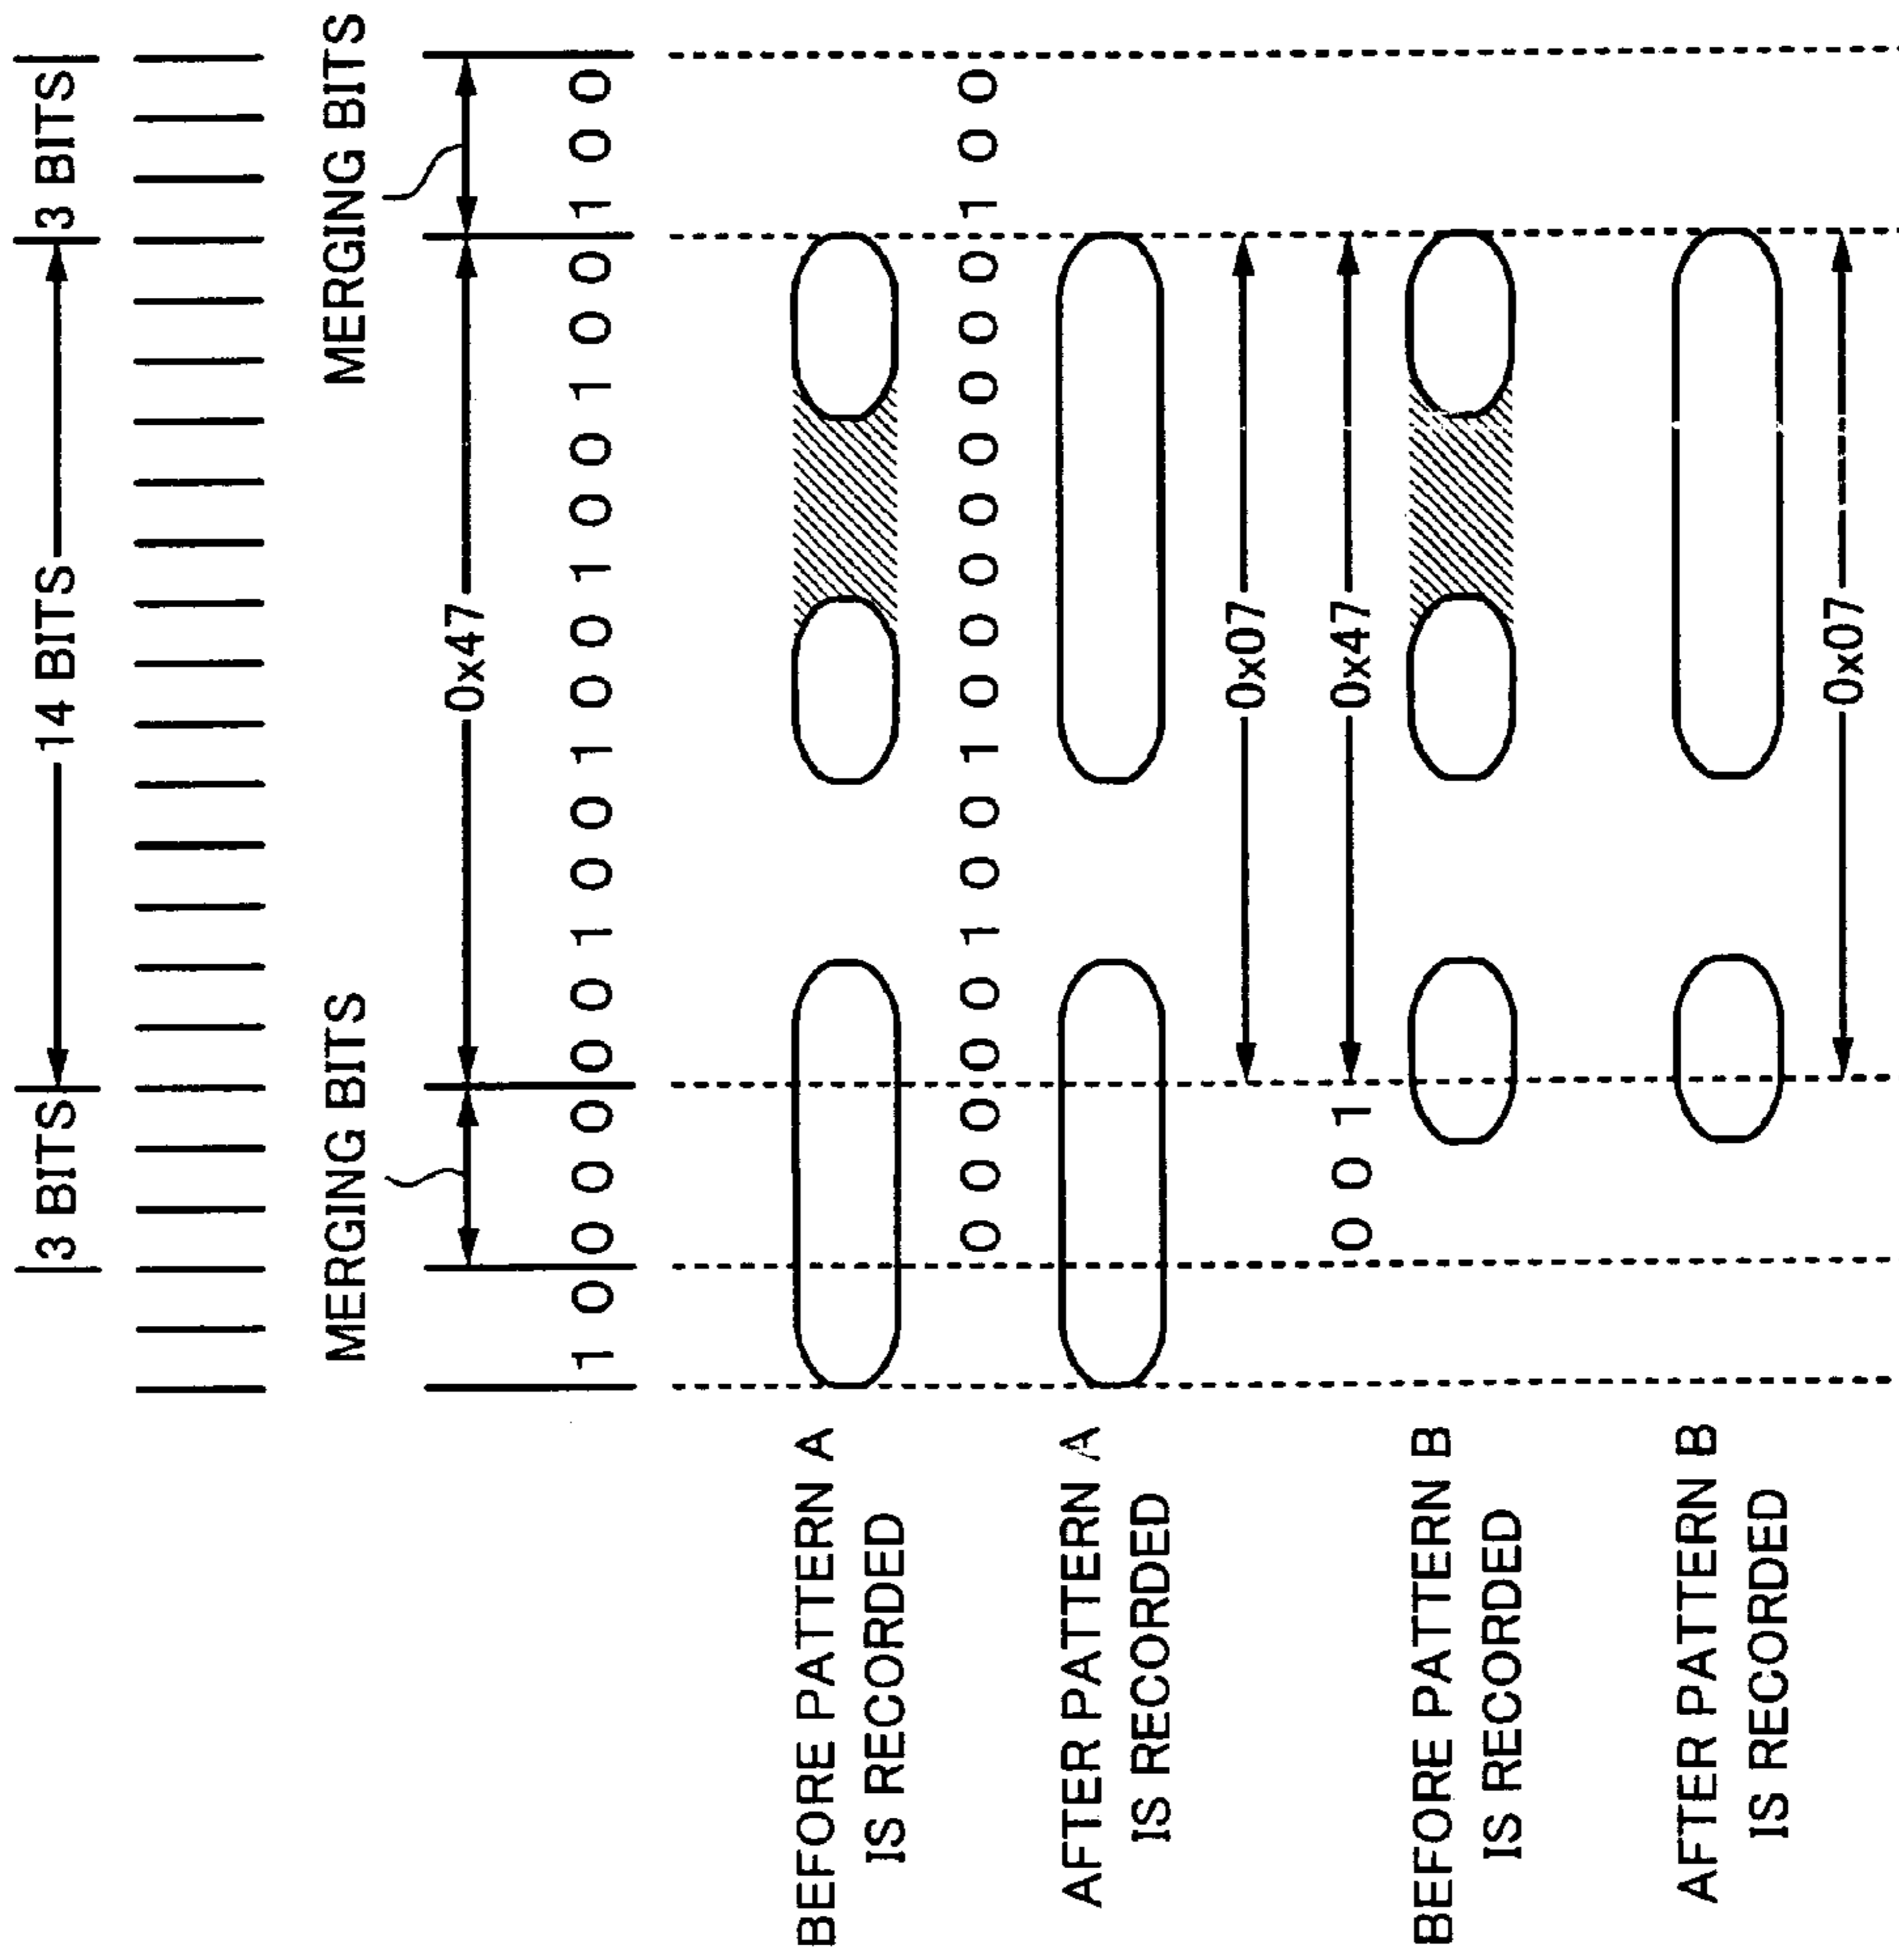 3 BITS 14 BITS 3 BITS
MERGING BITS MERGING BITS
0x47
1 0 0 0 0 0 0 1 0 0 1 0 0 1 0 0 1 0 0 1 0 0
BEFORE PATTERN A
IS RECORDED
0 0 0 0 0 1 0 0 1 0 0 0 0 0 0 0 0 1 0 0
AFTER PATTERN A
IS RECORDED
0x07
0 0 1 0x47
BEFORE PATTERN B
IS RECORDED
AFTER PATTERN B
IS RECORDED
0x07